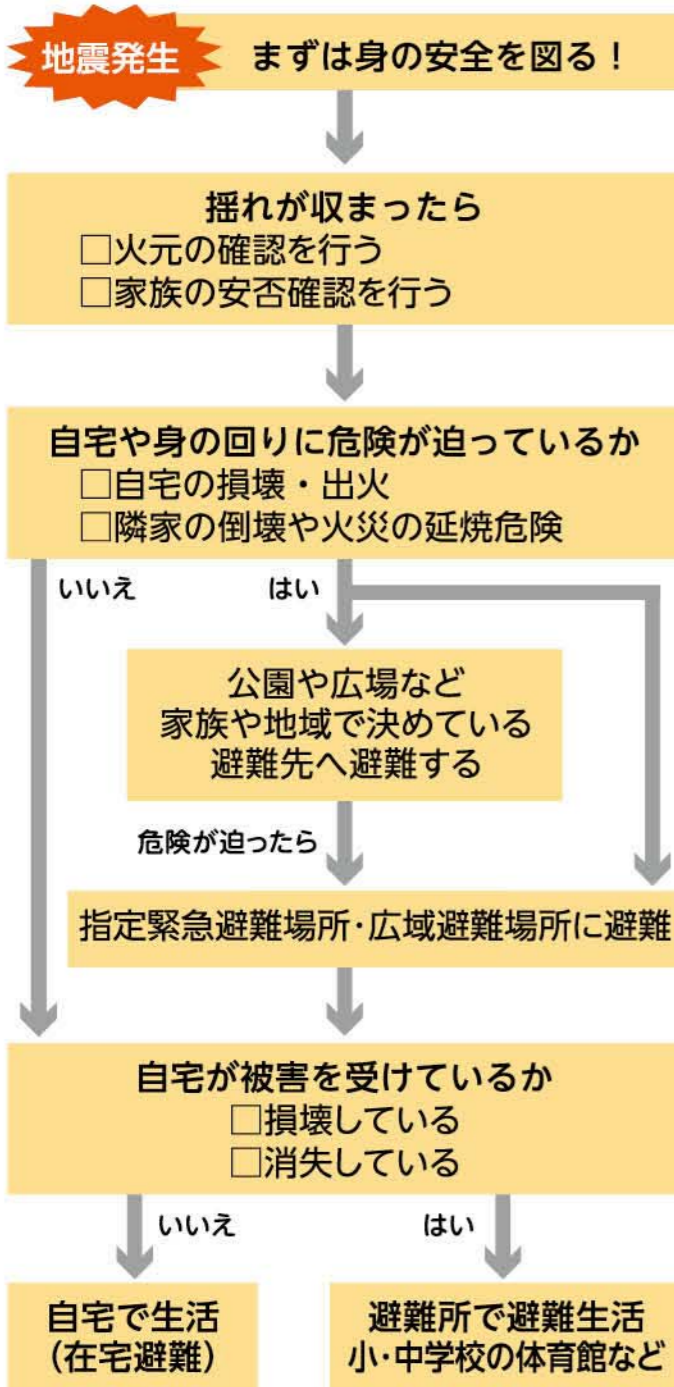 地震発生
まずは身の安全を図る！
揺れが収まったら
□火元の確認を行う
□家族の安否確認を行う
自宅や身の回りに危険が迫っているか
□自宅の損壊・出火
□隣家の倒壊や火災の延焼危険
いいえ
はい
公園や広場など
家族や地域で決めている
避難先へ避難する
危険が迫ったら
指定緊急避難場所･広域避難場所に避難
自宅が被害を受けているか
□損壊している
□消失している
いいえ
はい
自宅で生活
（在宅避難）
避難所で避難生活
小･中学校の体育館など